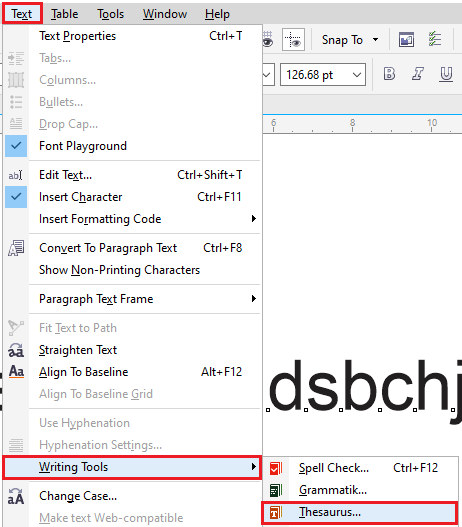 Text Table Tools Window Help
Text Properties Ctrl+T
Snap To
Tabs...
Columns...
126.68 pt B I U
Bullets...
Drop Cap...
6 8 10
Font Playground
Edit Text... Ctrl+Shift+T
Insert Character Ctrl+F11
Insert Formatting Code
Convert To Paragraph Text Ctrl+F8
Show Non-Printing Characters
Paragraph Text Frame
Fit Text to Path
Straighten Text
Align To Baseline Alt+F12
dsbchj
Align To Baseline Grid
Use Hyphenation
Hyphenation Settings...
Writing Tools
Spell Check... Ctrl+F12
Grammatik...
Change Case...
Thesaurus...
Make text Web-compatible